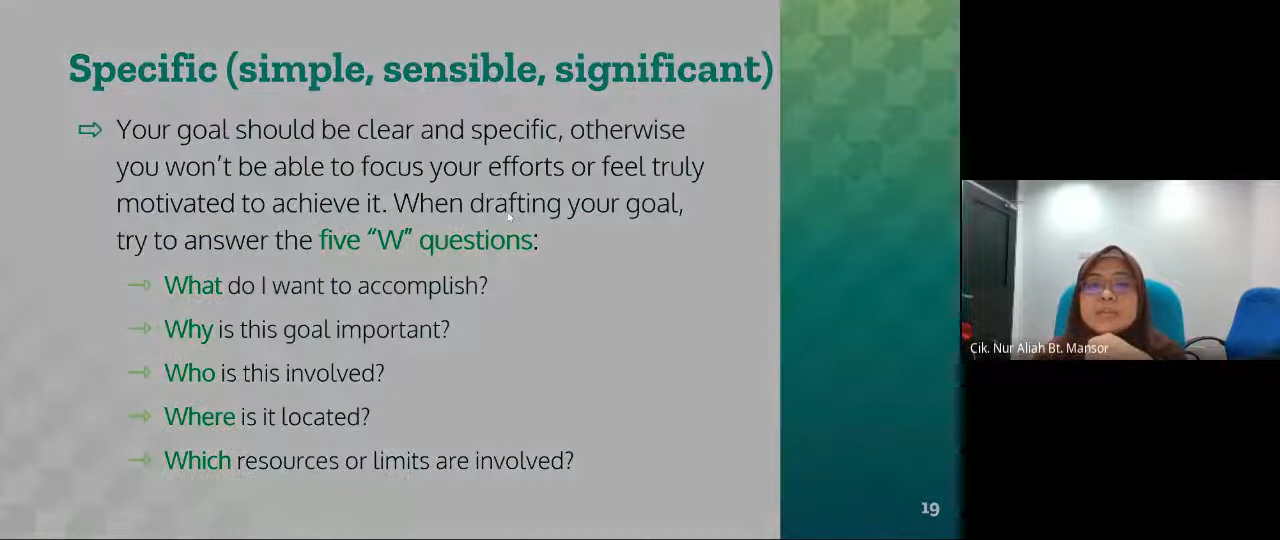 Specific (simple, sensible, significant)
⇨ Your goal should be clear and specific, otherwise
you won't be able to focus your efforts or feel truly
motivated to achieve it. When drafting your goal,
try to answer the five “W” questions:
→ What do I want to accomplish?
→ Why is this goal important?
→ Who is this involved?
→ Where is it located?
→ Which resources or limits are involved?
19
Cik. Nur Aliah Bt. Mansor